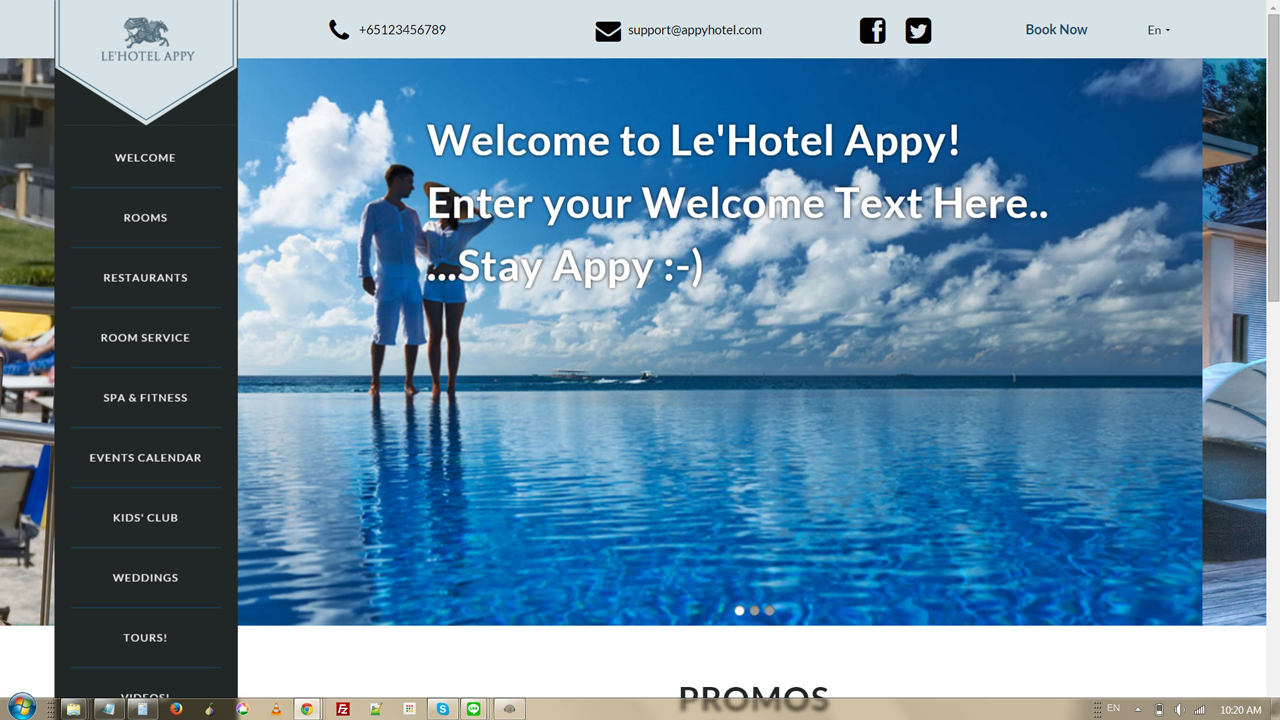 LE'HOTEL APPY
+65123456789
support@appyhotel.com
Book Now
En
WELCOME
ROOMS
RESTAURANTS
ROOM SERVICE
SPA & FITNESS
EVENTS CALENDAR
KIDS' CLUB
WEDDINGS
TOURS!
VIDEOS!
Welcome to Le'Hotel Appy!
Enter your Welcome Text Here..
...Stay Appy :-)
PROMOS
EN
10:20 AM